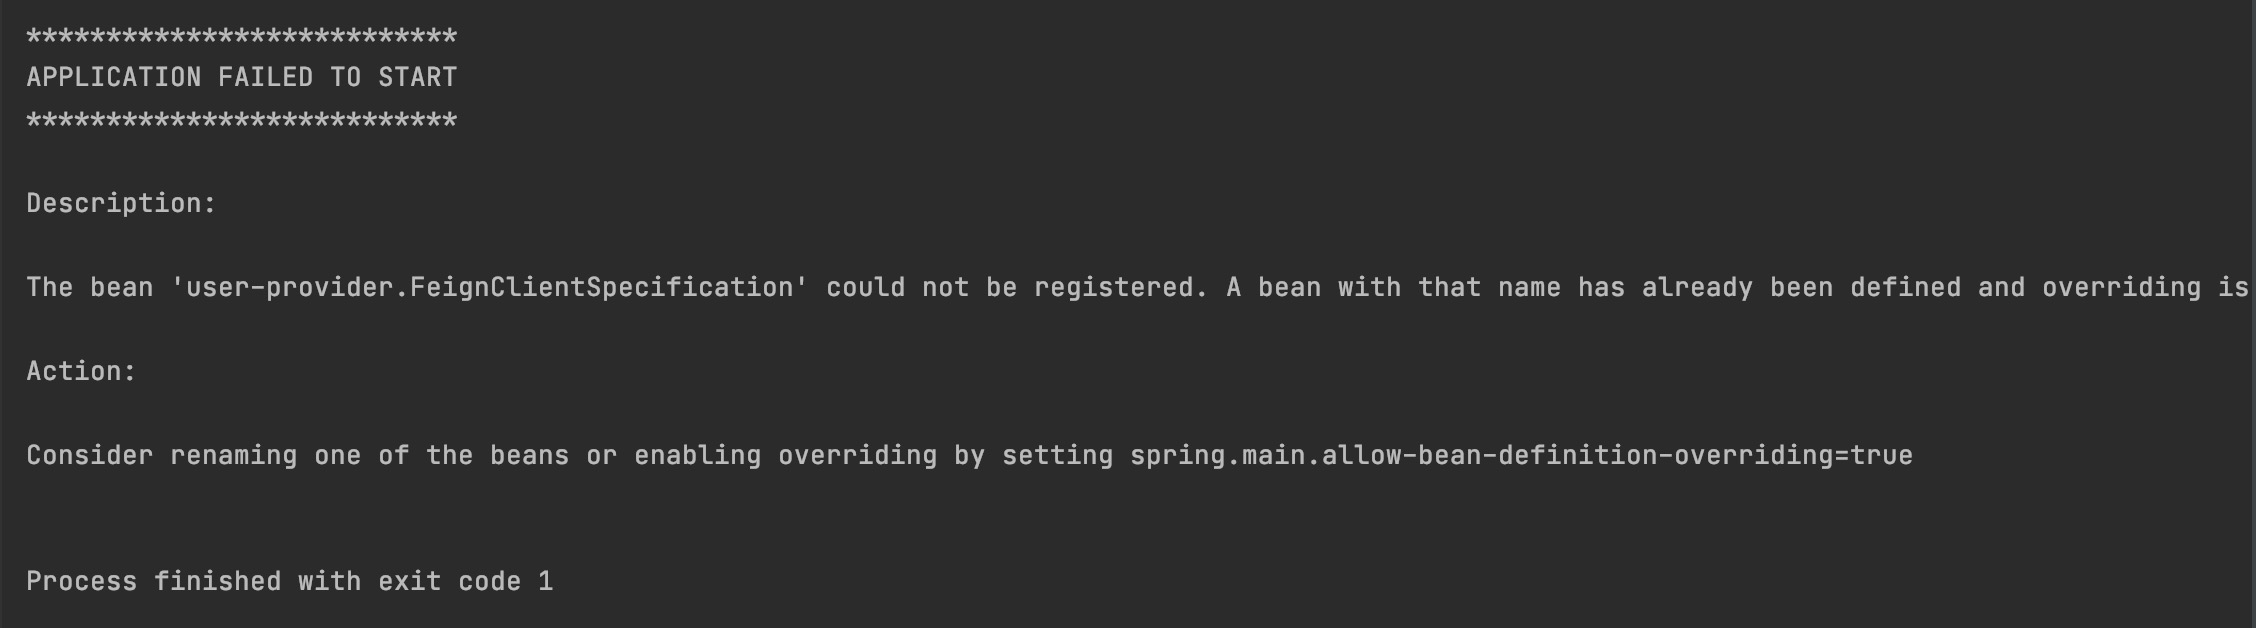 ***************************
APPLICATION FAILED TO START
***************************
Description:
The bean 'user-provider.FeignClientSpecification' could not be registered. A bean with that name has already been defined and overriding is
Action:
Consider renaming one of the beans or enabling overriding by setting spring.main.allow-bean-definition-overriding=true
Process finished with exit code 1